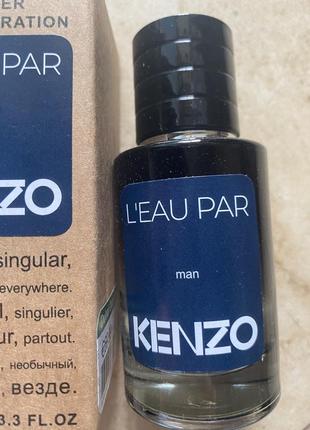 ER
RATION
PAR
ZO
singular,
everywhere.
l, singulier,
ur, partout.
необычный,
, везде.
3.3 FL.OZ
L'EAU PAR
man
KENZO